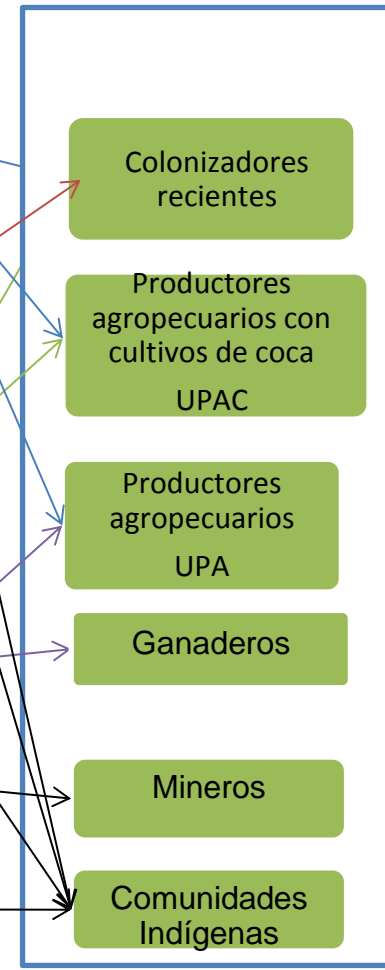 Colonizadores
recientes
Productores
agropecuarios con
cultivos de coca
UPAC
Productores
agropecuarios
UPA
Ganaderos
Mineros
Comunidades
Indígenas